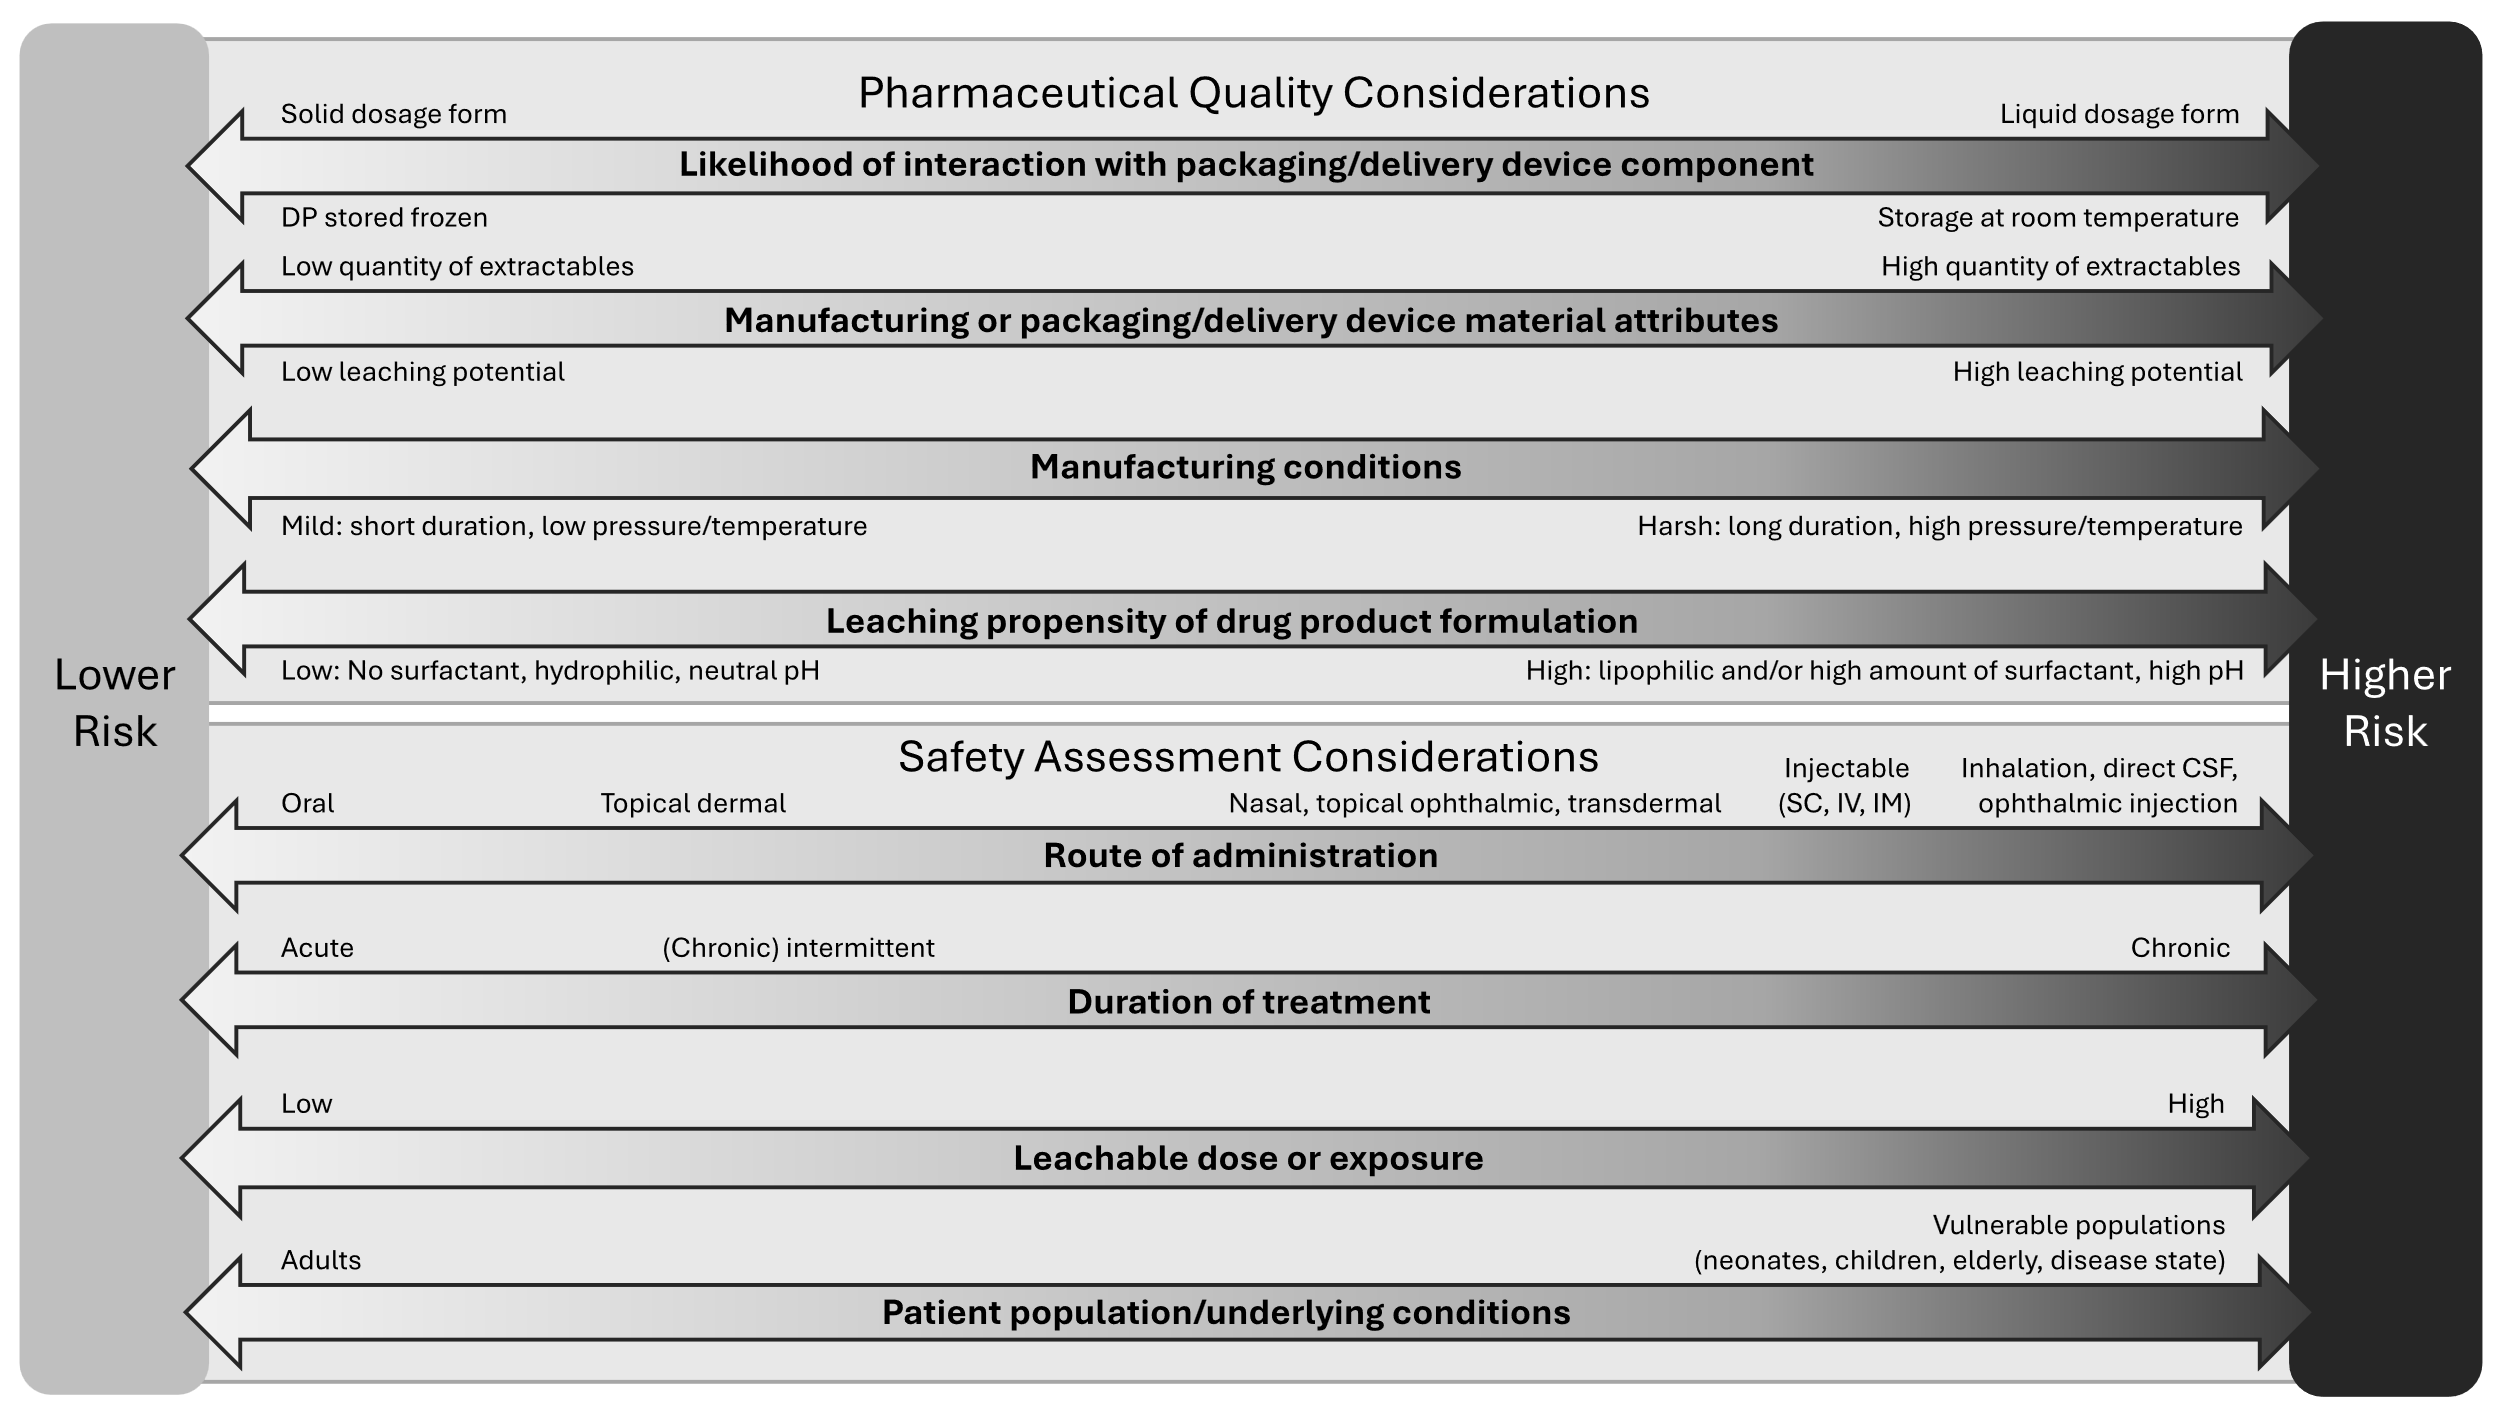 Pharmaceutical Quality Considerations
Solid dosage form
Liquid dosage form
Likelihood of interaction with packaging/delivery device component
DP stored frozen
Storage at room temperature
Low quantity of extractables
High quantity of extractables
Manufacturing or packaging/delivery device material attributes
Low leaching potential
High leaching potential
Manufacturing conditions
Mild: short duration, low pressure/temperature
Harsh: long duration, high pressure/temperature
Leaching propensity of drug product formulation
Low: No surfactant, hydrophilic, neutral pH
High: lipophilic and/or high amount of surfactant, high pH
Lower
Risk
Higher
Risk
Safety Assessment Considerations
Oral
Topical dermal
Nasal, topical ophthalmic, transdermal
Injectable
(SC, IV, IM)
Inhalation, direct CSF,
ophthalmic injection
Route of administration
Acute
(Chronic) intermittent
Chronic
Duration of treatment
Low
High
Leachable dose or exposure
Adults
Vulnerable populations
(neonates, children, elderly, disease state)
Patient population/underlying conditions